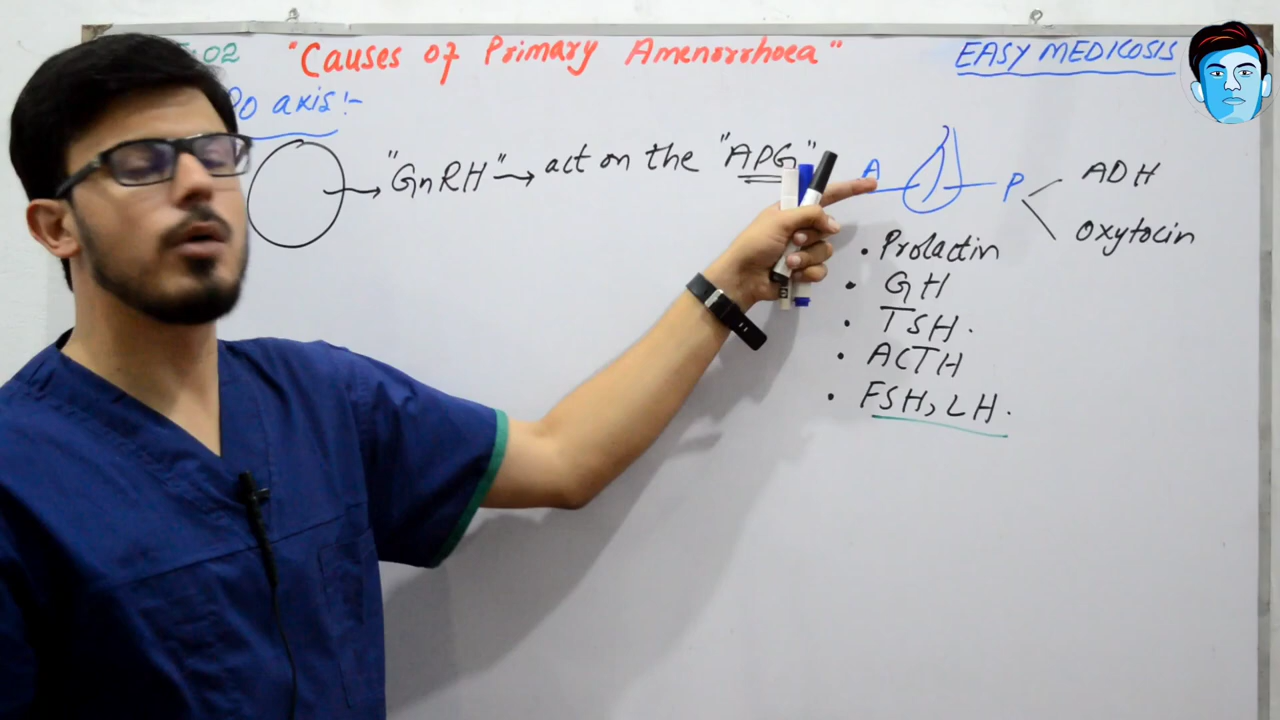 02 "Causes of Primary Amenorrhoea" EASY MEDICOSIS
axis:-
"GnRH" → act on the "APG"
A P
ADH
Oxytocin
• Prolactin
• GH
• TSH.
• ACTH
• FSH, LH.